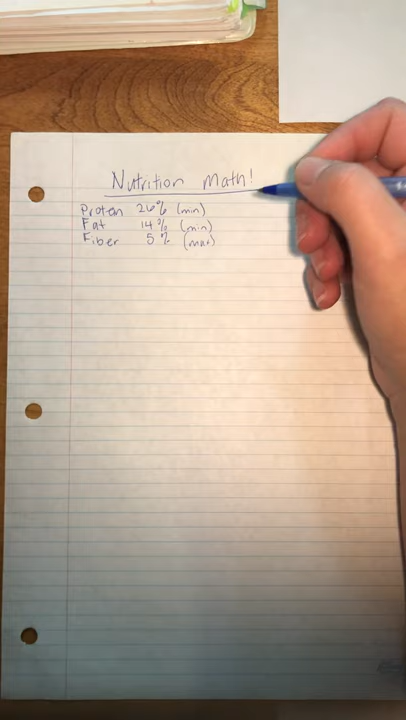 Nutrition Math!
Protein 26% (min)
Fat 14% (min)
Fiber 5% (max)